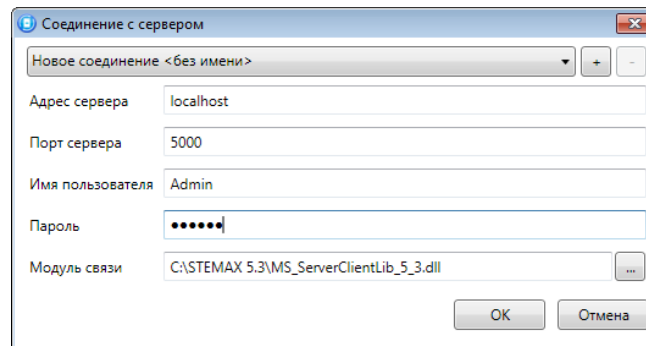 Соединение с сервером
Новое соединение <без имени>
+
-
Адрес сервера localhost
Порт сервера 5000
Имя пользователя Admin
Пароль ●●●●●●
Модуль связи C:\STEMAX 5.3\MS_ServerClientLib_5_3.dll ...
OK Отмена